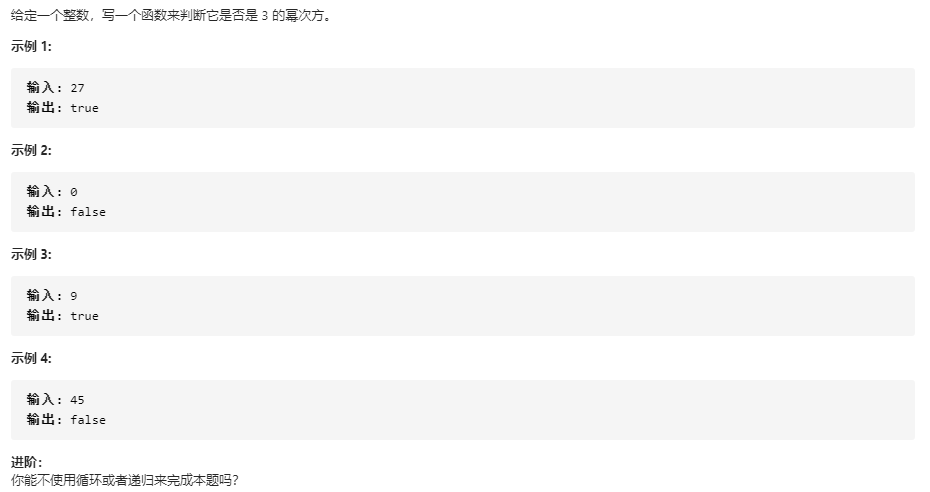 给定一个整数，写一个函数来判断它是否是 3 的幂次方。
示例 1:
输入: 27
输出: true
示例 2:
输入: 0
输出: false
示例 3:
输入: 9
输出: true
示例 4:
输入: 45
输出: false
进阶：
你能不使用循环或者递归来完成本题吗？